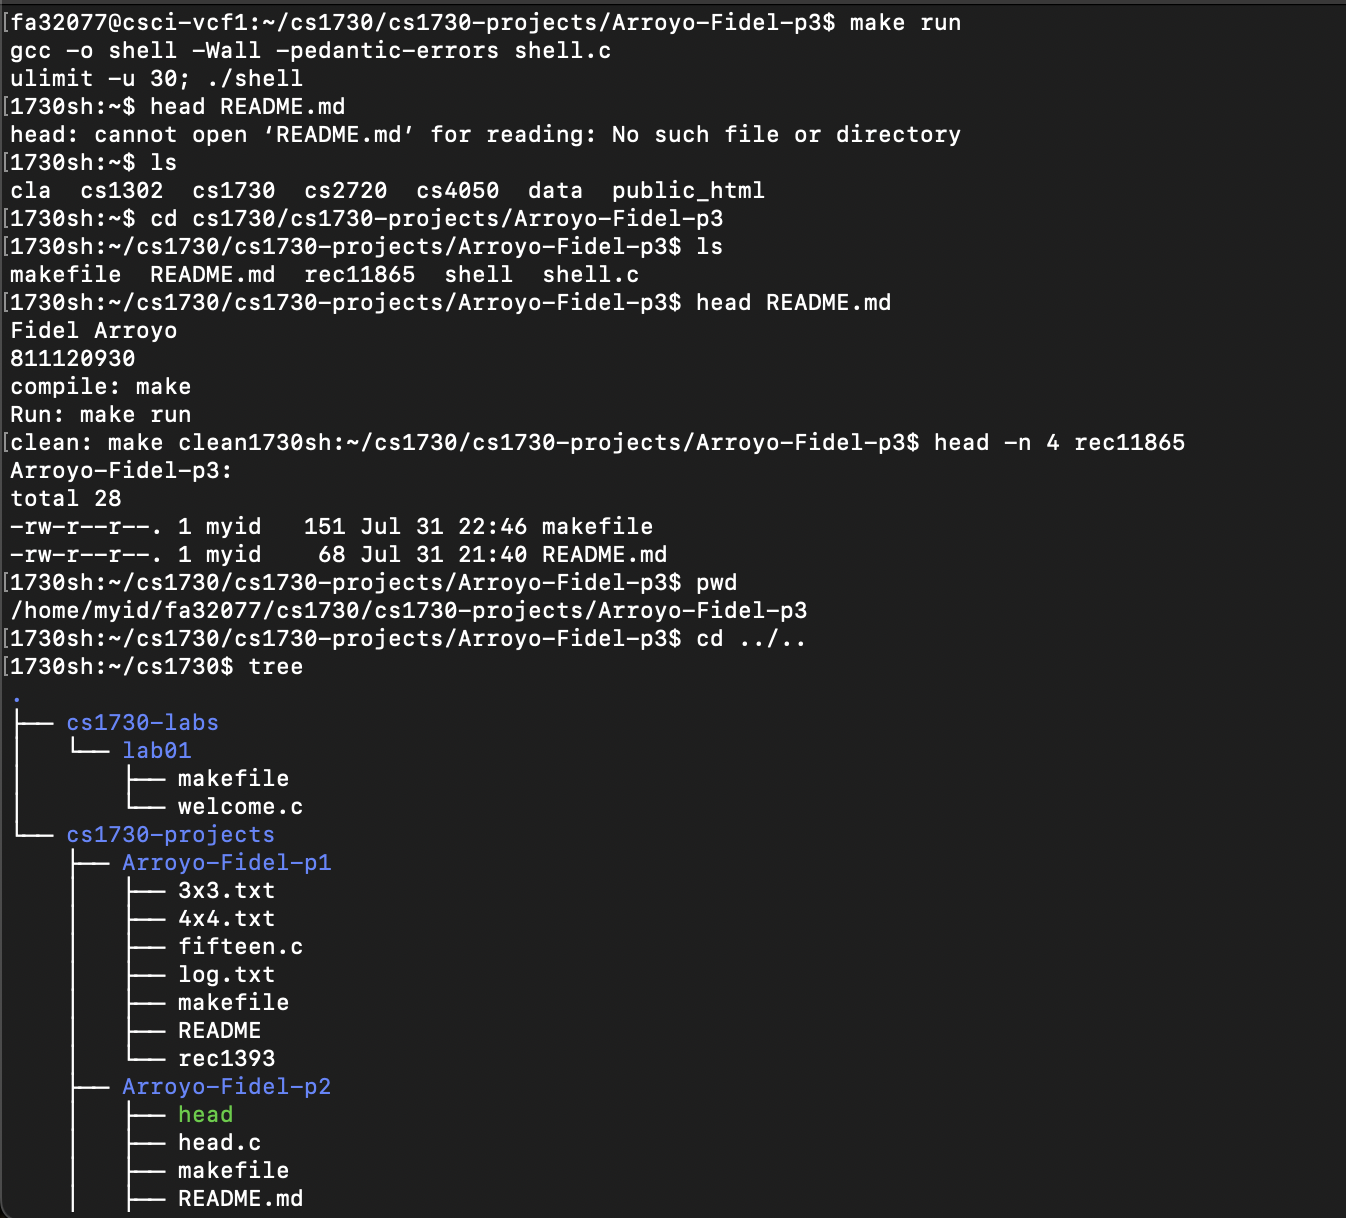 [fa32077@csci-vcf1:~/cs1730/cs1730-projects/Arroyo-Fidel-p3$ make run
gcc -o shell -Wall -pedantic-errors shell.c
ulimit -u 30; ./shell
[1730sh:~$ head README.md
head: cannot open ‘README.md’ for reading: No such file or directory
[1730sh:~$ ls
cla  cs1302  cs1730  cs2720  cs4050  data  public_html
[1730sh:~$ cd cs1730/cs1730-projects/Arroyo-Fidel-p3
[1730sh:~/cs1730/cs1730-projects/Arroyo-Fidel-p3$ ls
makefile  README.md  rec11865  shell  shell.c
[1730sh:~/cs1730/cs1730-projects/Arroyo-Fidel-p3$ head README.md
Fidel Arroyo
811120930
compile: make
Run: make run
[clean: make clean1730sh:~/cs1730/cs1730-projects/Arroyo-Fidel-p3$ head -n 4 rec11865
Arroyo-Fidel-p3:
total 28
-rw-r--r--. 1 myid   151 Jul 31 22:46 makefile
-rw-r--r--. 1 myid    68 Jul 31 21:40 README.md
[1730sh:~/cs1730/cs1730-projects/Arroyo-Fidel-p3$ pwd
/home/myid/fa32077/cs1730/cs1730-projects/Arroyo-Fidel-p3
[1730sh:~/cs1730/cs1730-projects/Arroyo-Fidel-p3$ cd ../..
[1730sh:~/cs1730$ tree
.
├── cs1730-labs
│   └── lab01
│       ├── makefile
│       └── welcome.c
└── cs1730-projects
    ├── Arroyo-Fidel-p1
    │   ├── 3x3.txt
    │   ├── 4x4.txt
    │   ├── fifteen.c
    │   ├── log.txt
    │   ├── makefile
    │   ├── README
    │   └── rec1393
    ├── Arroyo-Fidel-p2
    │   ├── head
    │   ├── head.c
    │   ├── makefile
    │   ├── README.md